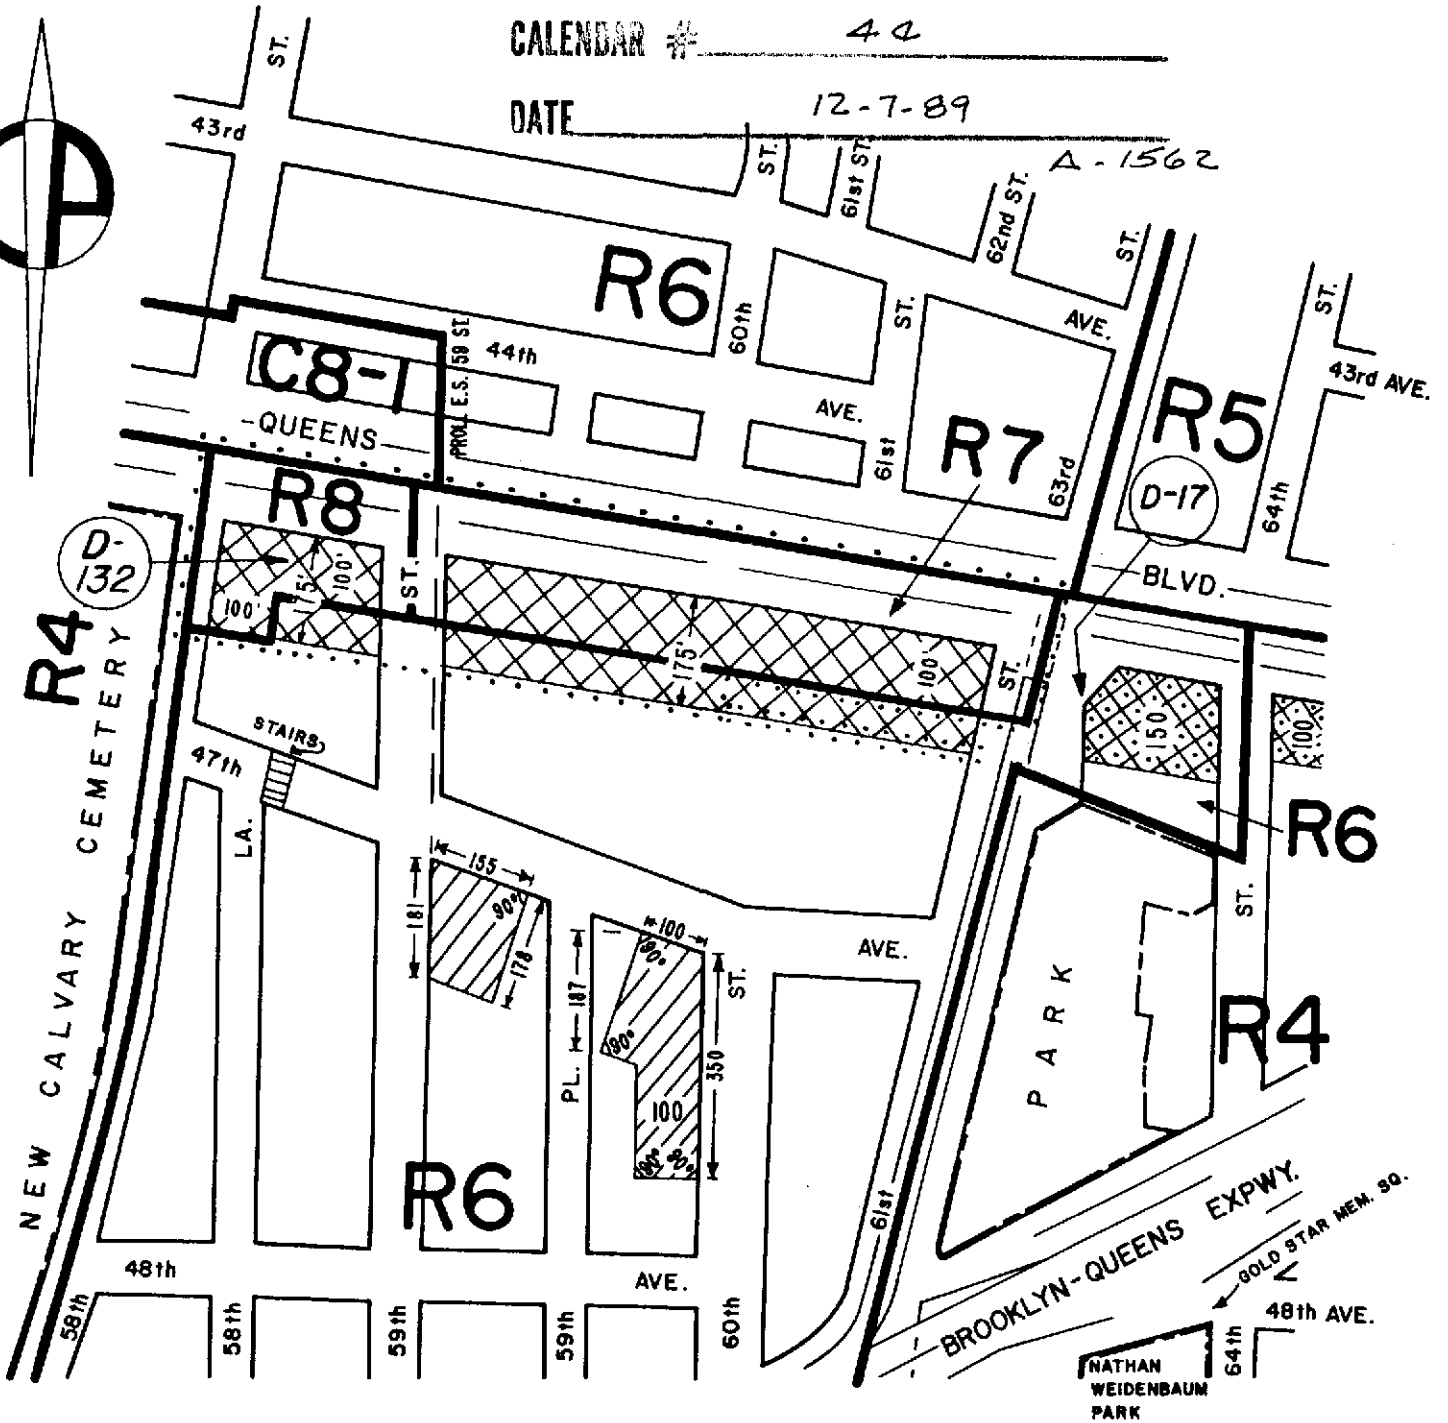 CALENDAR # 44
DATE 12-7-89
A-1562
ST.
43rd
ST.
61st ST.
62nd ST.
ST.
R6
60th
ST.
AVE.
ST.
43rd AVE.
C8-1
PROLL. E.S. 59 ST.
44th
AVE.
61st
R7
63rd
R5
D-17
64th
QUEENS
BLVD.
R8
D-
132
100'
175'
100'
ST.
175'
100'
ST.
150
100
R4
R6
STAIRS
47th
LA.
155
90°
181
178
100
90°
187
90°
PL.
350
100
90°
90°
ST.
AVE.
PARK
ST.
R4
NEW CALVARY CEMETERY
R6
61st
BROOKLYN-QUEENS EXPWY.
GOLD STAR MEM. SQ.
48th
AVE.
48th AVE.
58th
58th
59th
59th
60th
64th
NATHAN
WEIDENBAUM
PARK